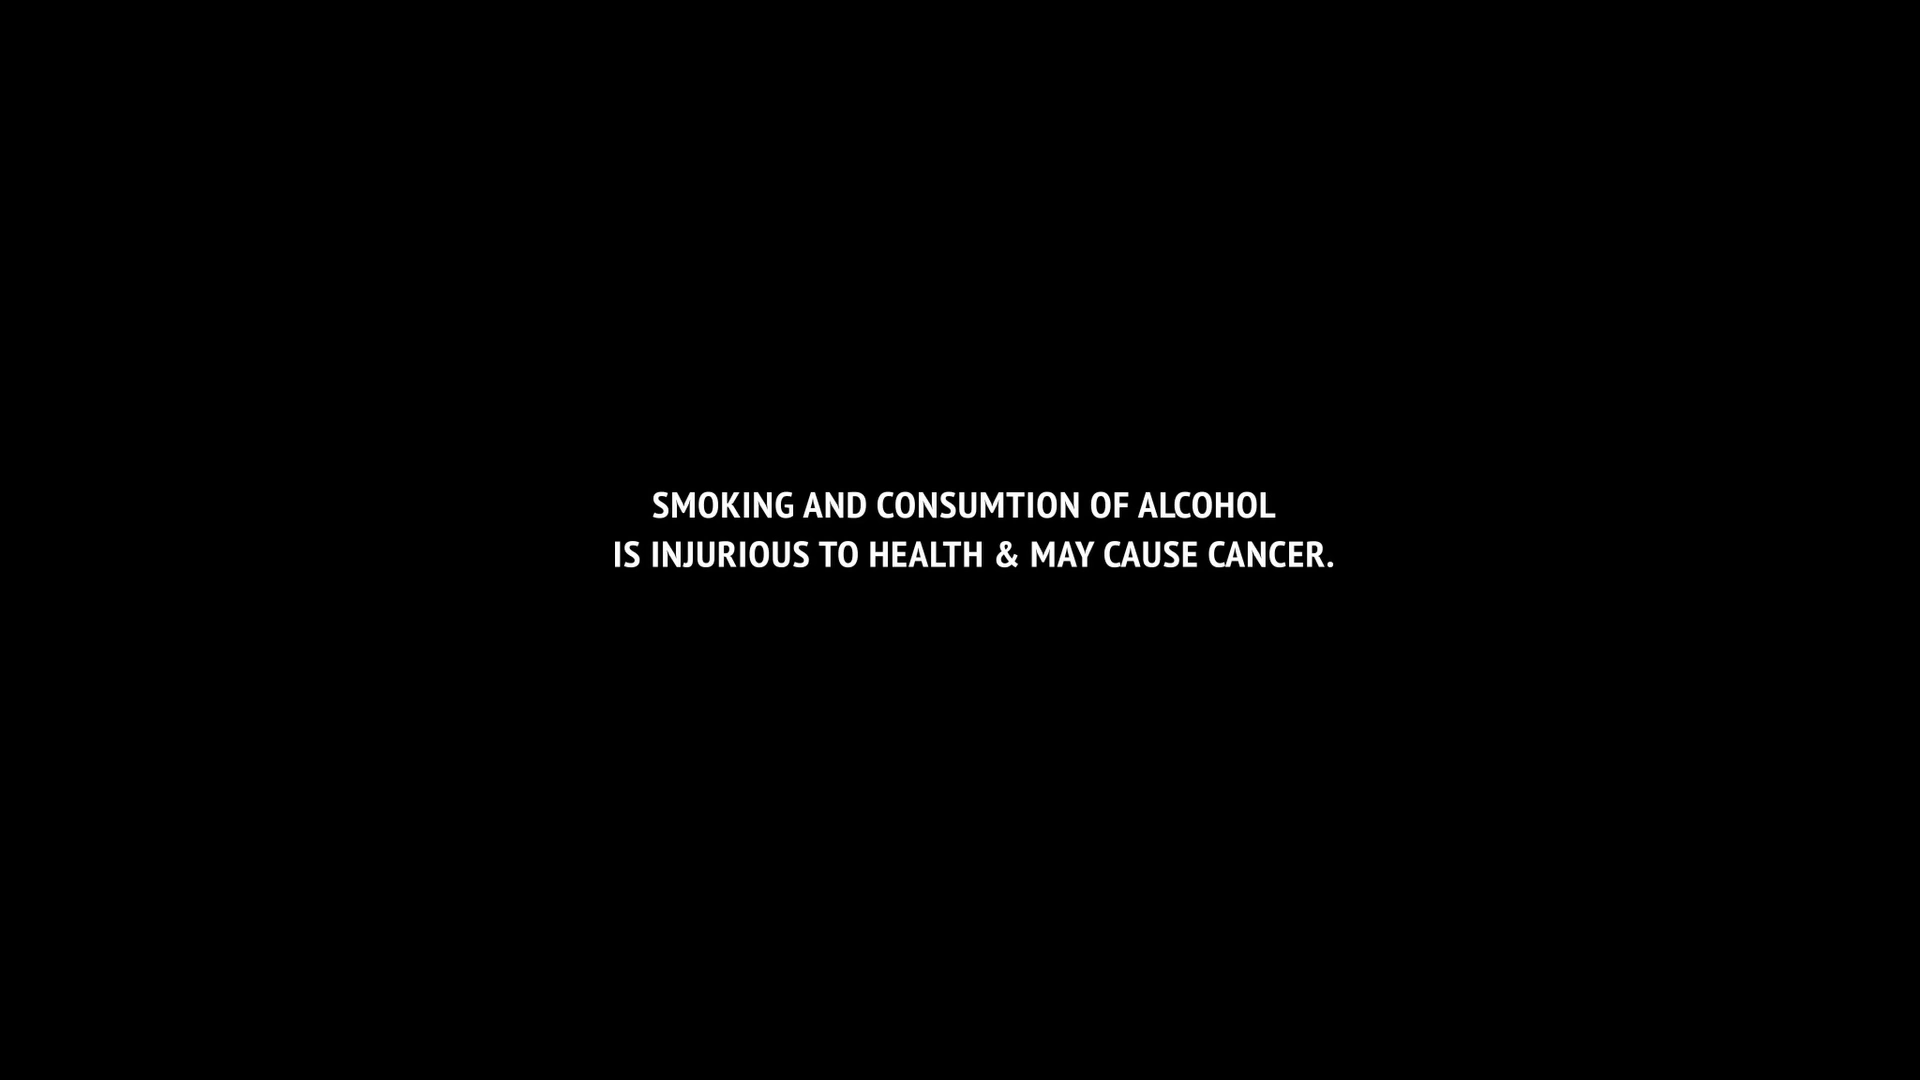 SMOKING AND CONSUMTION OF ALCOHOL
IS INJURIOUS TO HEALTH & MAY CAUSE CANCER.